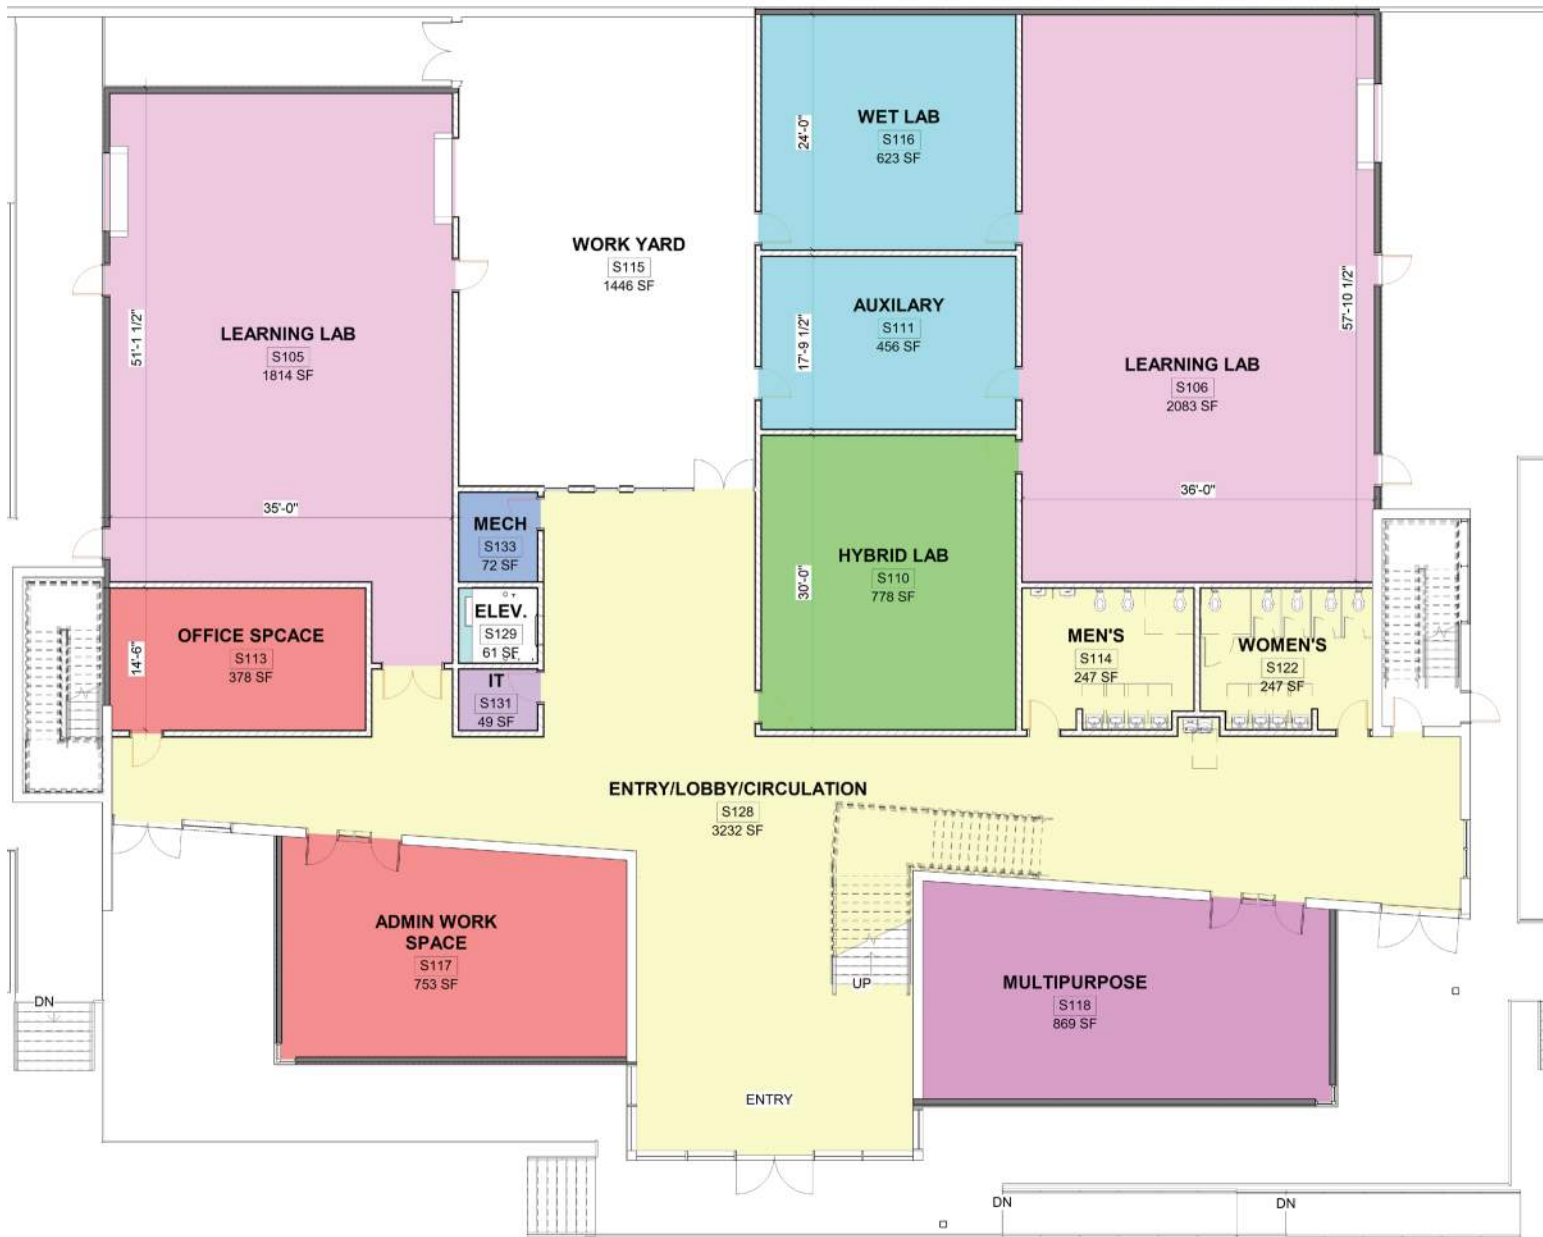 WET LAB
S116
623 SF
24'-0"
WORK YARD
S115
1446 SF
AUXILARY
S111
456 SF
17'-9 1/2"
LEARNING LAB
S105
1814 SF
51'-1 1/2"
35'-0"
LEARNING LAB
S106
2083 SF
57'-10 1/2"
36'-0"
MECH
S133
72 SF
HYBRID LAB
S110
778 SF
30'-0"
ELEV.
S129
61 SF
OFFICE SPCACE
S113
378 SF
14'-6"
MEN'S
S114
247 SF
WOMEN'S
S122
247 SF
IT
S131
49 SF
ENTRY/LOBBY/CIRCULATION
S128
3232 SF
ADMIN WORK
SPACE
S117
753 SF
UP
MULTIPURPOSE
S118
869 SF
DN
ENTRY
DN
DN